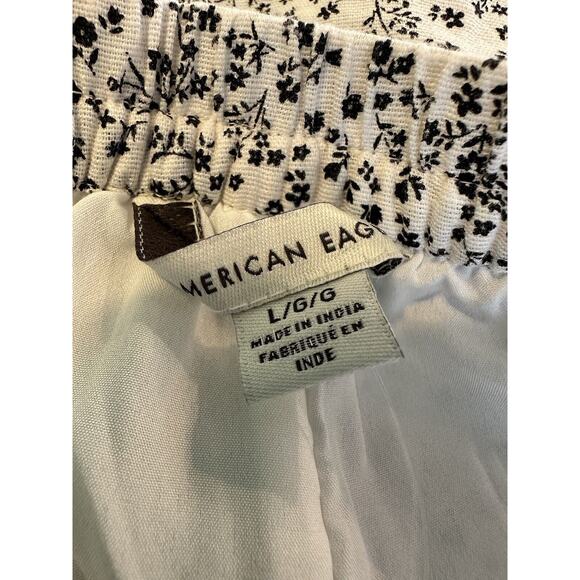 MERICAN EAG
L/G/G
MADE IN INDIA
FABRIQUÉ EN
INDE